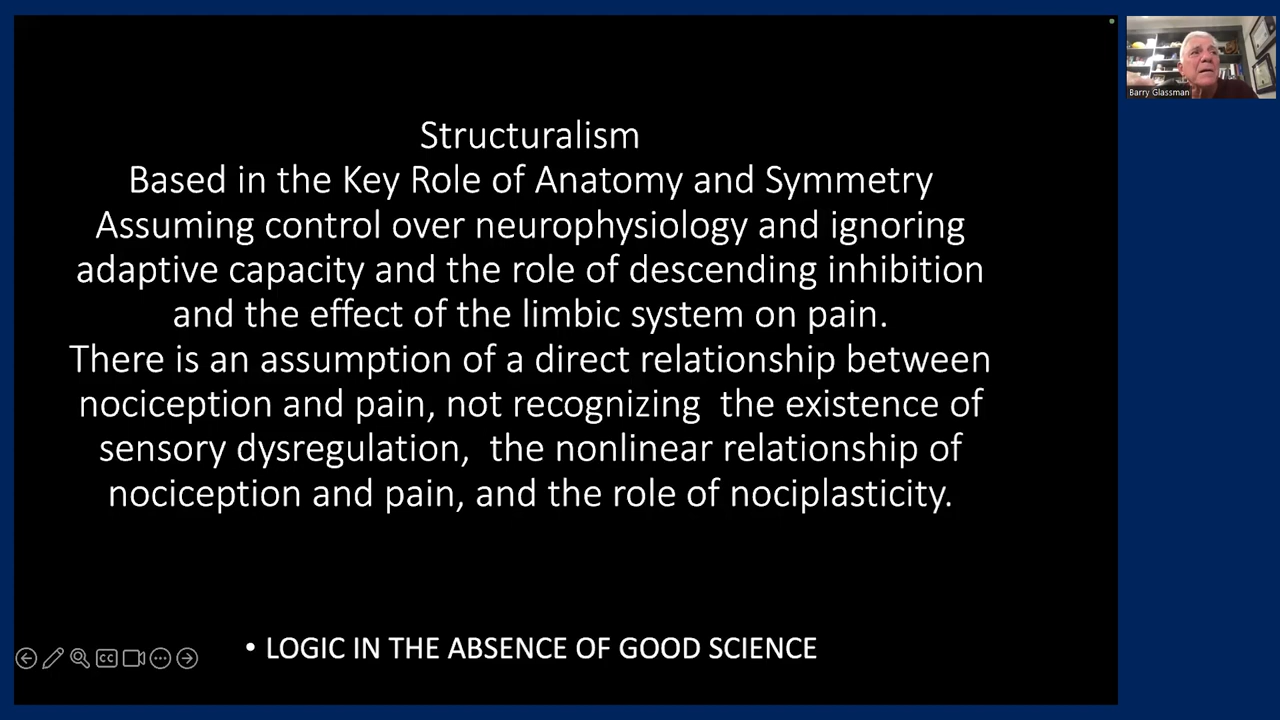 Structuralism
Based in the Key Role of Anatomy and Symmetry
Assuming control over neurophysiology and ignoring
adaptive capacity and the role of descending inhibition
and the effect of the limbic system on pain.
There is an assumption of a direct relationship between
nociception and pain, not recognizing  the existence of
sensory dysregulation,  the nonlinear relationship of
nociception and pain, and the role of nociplasticity.
• LOGIC IN THE ABSENCE OF GOOD SCIENCE
CC
Barry Glassman